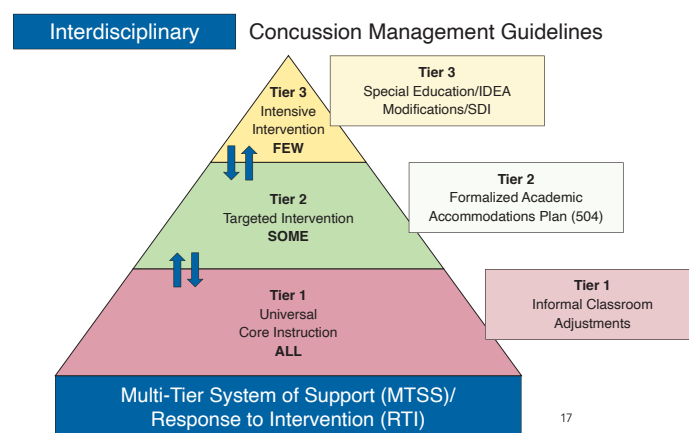 Interdisciplinary
Concussion Management Guidelines
Tier 3
Intensive
Intervention
FEW
Tier 3
Special Education/IDEA
Modifications/SDI
Tier 2
Targeted Intervention
SOME
Tier 2
Formalized Academic
Accommodations Plan (504)
Tier 1
Universal
Core Instruction
ALL
Tier 1
Informal Classroom
Adjustments
Multi-Tier System of Support (MTSS)/
Response to Intervention (RTI)
17